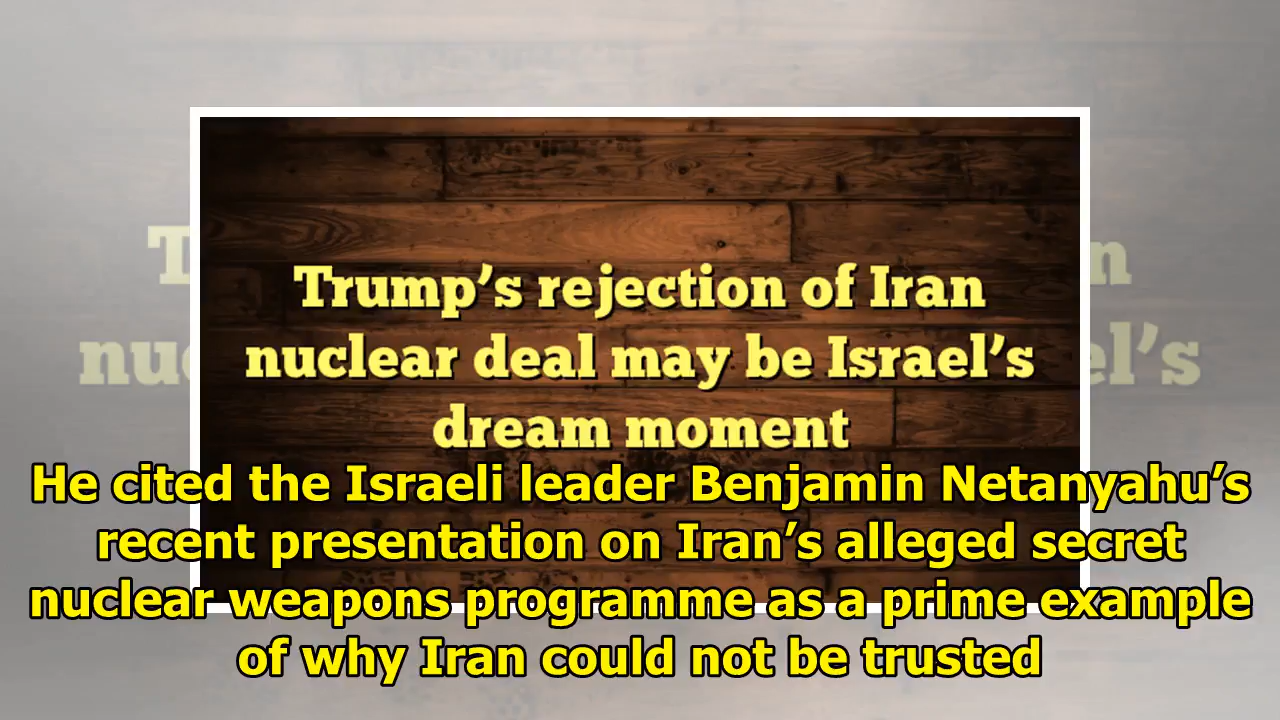 Trump’s rejection of Iran
nuclear deal may be Israel’s
dream moment
He cited the Israeli leader Benjamin Netanyahu’s
recent presentation on Iran’s alleged secret
nuclear weapons programme as a prime example
of why Iran could not be trusted